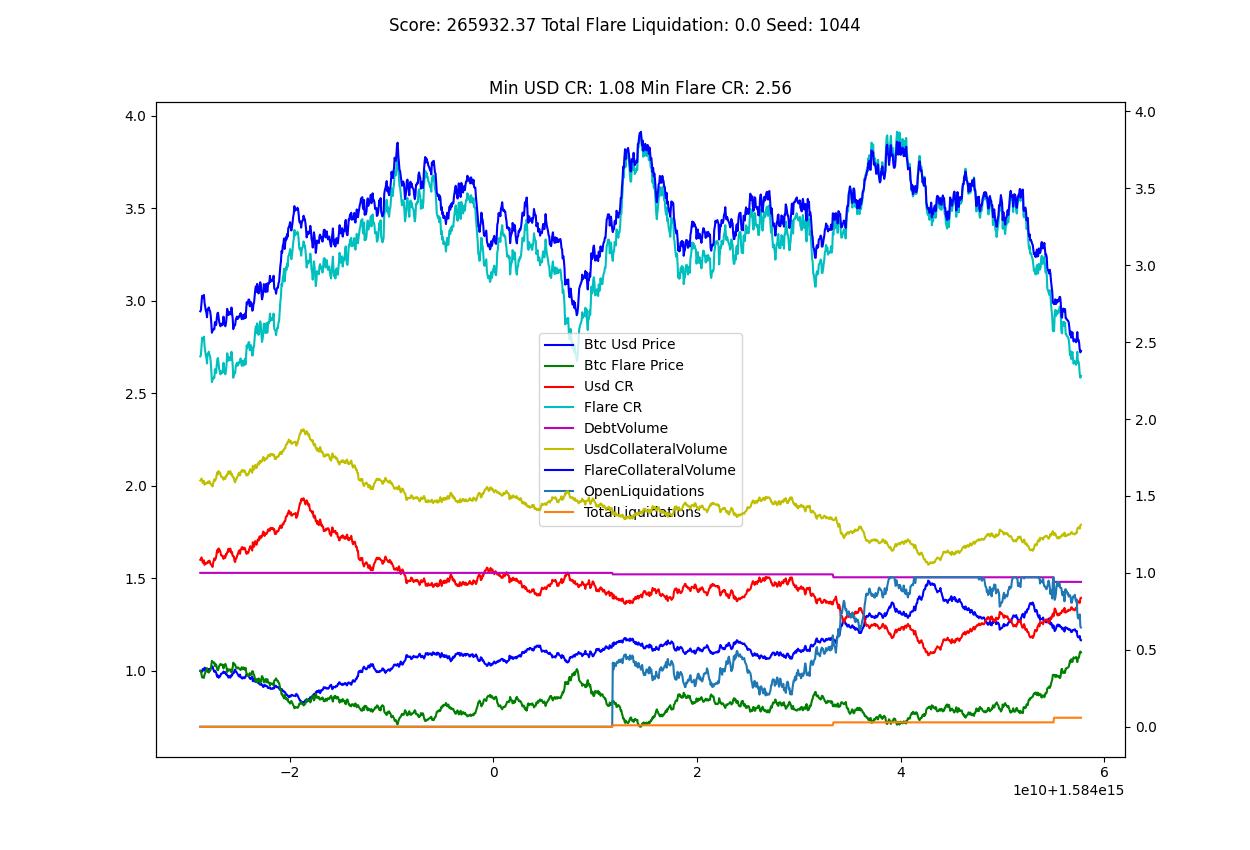 Score: 265932.37 Total Flare Liquidation: 0.0 Seed: 1044
Min USD CR: 1.08 Min Flare CR: 2.56
4.0
3.5
3.0
2.5
2.0
1.5
1.0
4.0
3.5
3.0
2.5
2.0
1.5
1.0
0.5
0.0
Btc Usd Price
Btc Flare Price
Usd CR
Flare CR
DebtVolume
UsdCollateralVolume
FlareCollateralVolume
OpenLiquidations
TotalLiquidations
−2 0 2 4 6
1e10+1.584e15